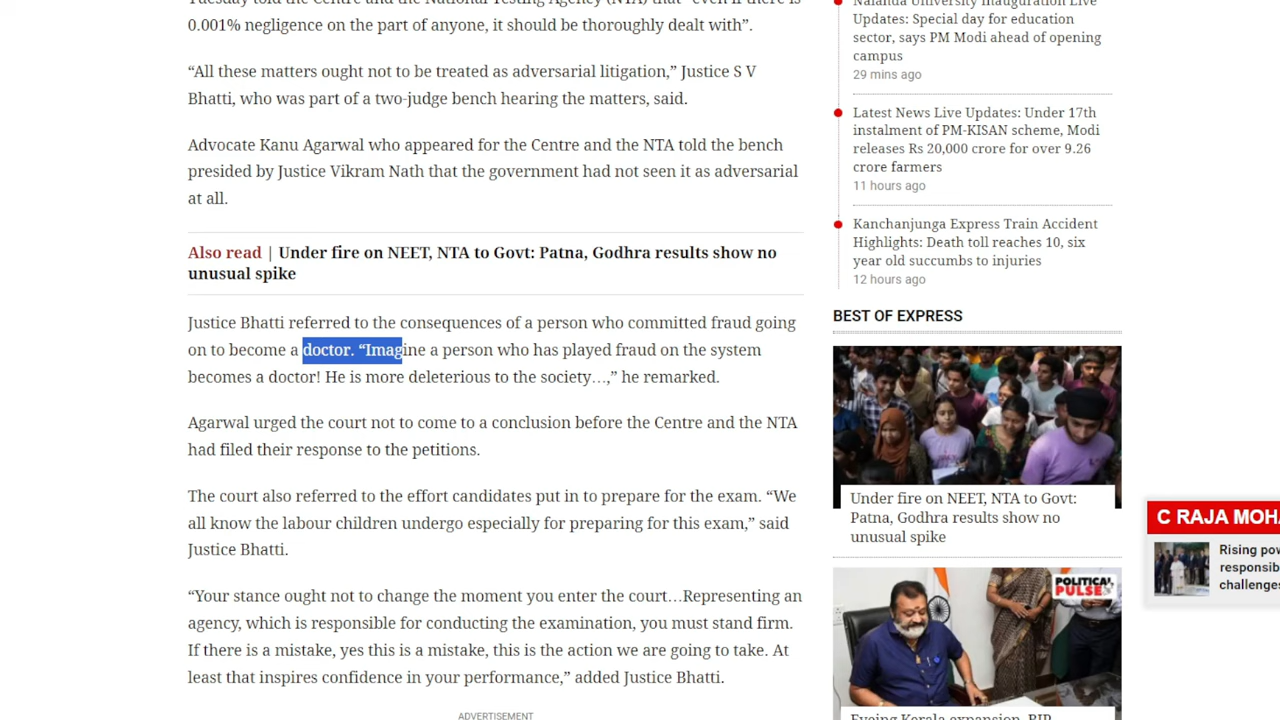 Tuesday told the Centre and the National Testing Agency (NTA) that “even if there is
0.001% negligence on the part of anyone, it should be thoroughly dealt with”.
“All these matters ought not to be treated as adversarial litigation,” Justice S V
Bhatti, who was part of a two-judge bench hearing the matters, said.
Advocate Kanu Agarwal who appeared for the Centre and the NTA told the bench
presided by Justice Vikram Nath that the government had not seen it as adversarial
at all.
Also read | Under fire on NEET, NTA to Govt: Patna, Godhra results show no
unusual spike
Justice Bhatti referred to the consequences of a person who committed fraud going
on to become a doctor. “Imagine a person who has played fraud on the system
becomes a doctor! He is more deleterious to the society…,” he remarked.
Agarwal urged the court not to come to a conclusion before the Centre and the NTA
had filed their response to the petitions.
The court also referred to the effort candidates put in to prepare for the exam. “We
all know the labour children undergo especially for preparing for this exam,” said
Justice Bhatti.
“Your stance ought not to change the moment you enter the court…Representing an
agency, which is responsible for conducting the examination, you must stand firm.
If there is a mistake, yes this is a mistake, this is the action we are going to take. At
least that inspires confidence in your performance,” added Justice Bhatti.
ADVERTISEMENT
Nalanda University Inauguration Live
Updates: Special day for education
sector, says PM Modi ahead of opening
campus
29 mins ago
Latest News Live Updates: Under 17th
instalment of PM-KISAN scheme, Modi
releases Rs 20,000 crore for over 9.26
crore farmers
11 hours ago
Kanchanjunga Express Train Accident
Highlights: Death toll reaches 10, six
year old succumbs to injuries
12 hours ago
BEST OF EXPRESS
Under fire on NEET, NTA to Govt:
Patna, Godhra results show no
unusual spike
POLITICAL
PULSE
Eyeing Kerala expansion, BJP
C RAJA MOHA
Rising pow
responsib
challenges